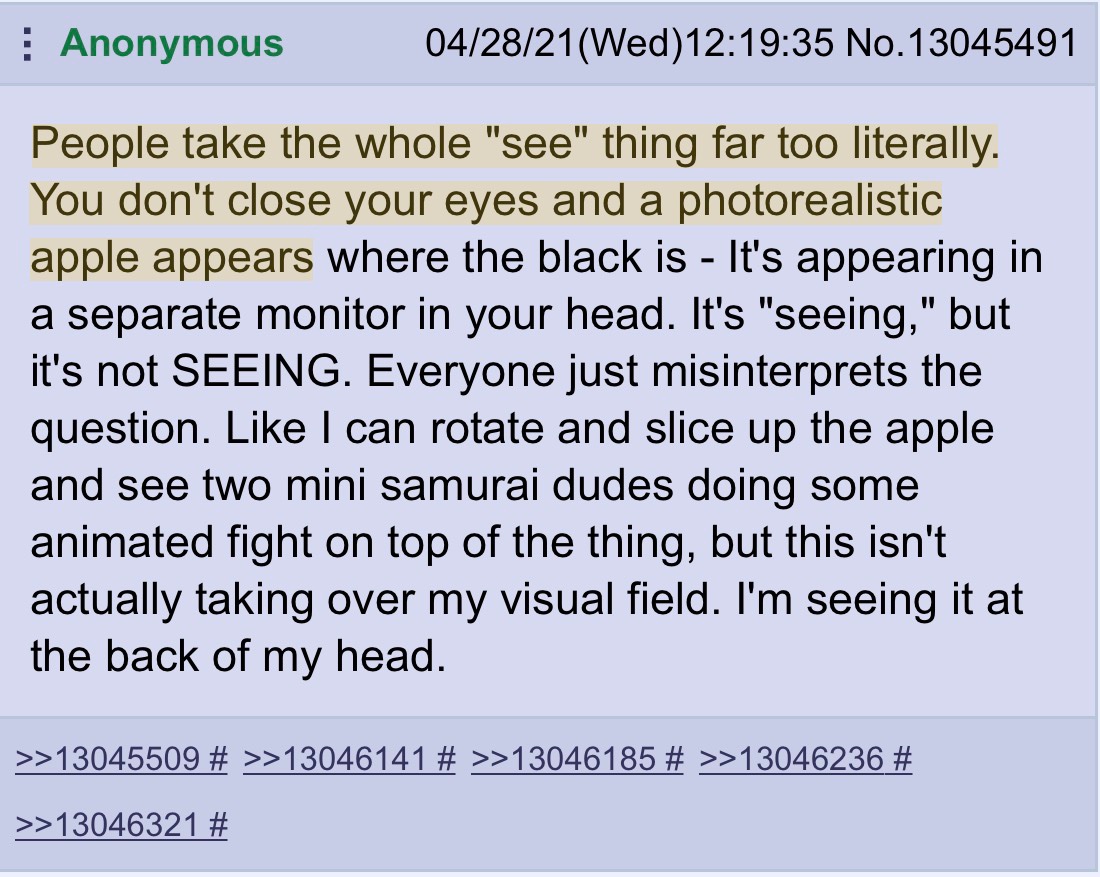 Anonymous 04/28/21(Wed)12:19:35 No.13045491
People take the whole "see" thing far too literally.
You don't close your eyes and a photorealistic
apple appears where the black is - It's appearing in
a separate monitor in your head. It's "seeing," but
it's not SEEING. Everyone just misinterprets the
question. Like I can rotate and slice up the apple
and see two mini samurai dudes doing some
animated fight on top of the thing, but this isn't
actually taking over my visual field. I'm seeing it at
the back of my head.
>>13045509 # >>13046141 # >>13046185 # >>13046236 #
>>13046321 #